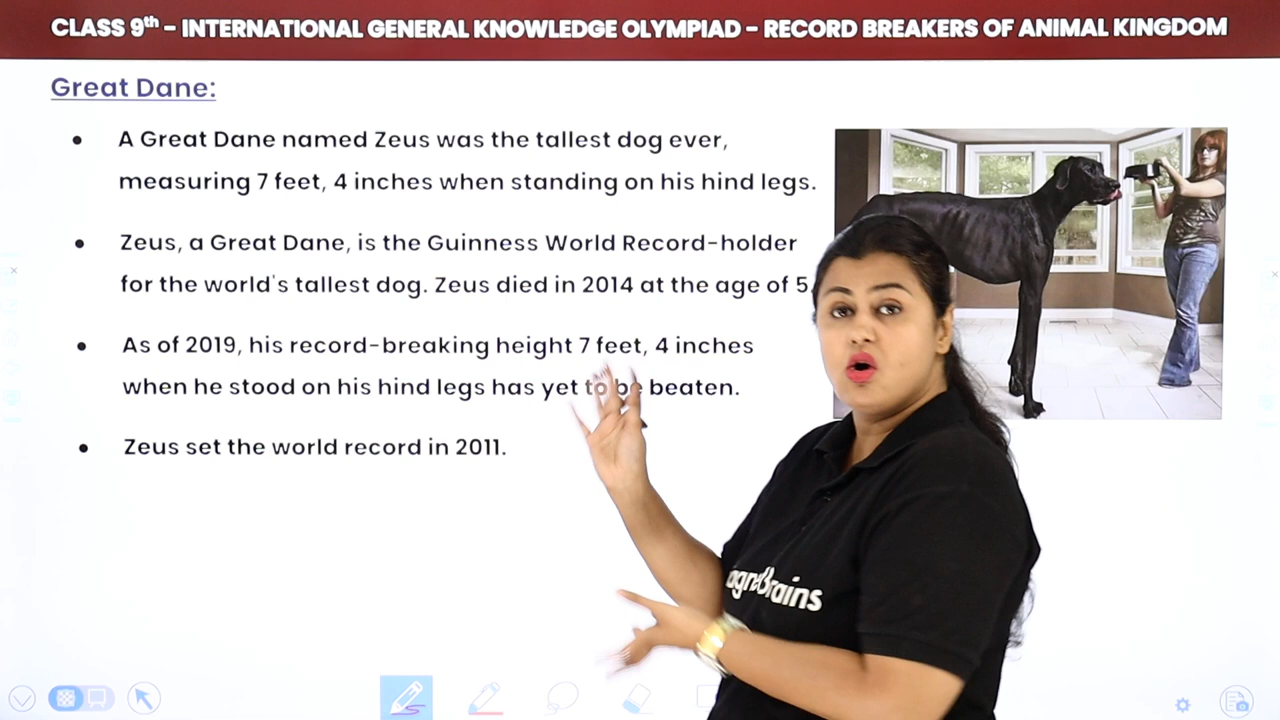 CLASS 9th - INTERNATIONAL GENERAL KNOWLEDGE OLYMPIAD - RECORD BREAKERS OF ANIMAL KINGDOM
Great Dane:
• A Great Dane named Zeus was the tallest dog ever,
measuring 7 feet, 4 inches when standing on his hind legs.
• Zeus, a Great Dane, is the Guinness World Record-holder
for the world's tallest dog. Zeus died in 2014 at the age of 5.
• As of 2019, his record-breaking height 7 feet, 4 inches
when he stood on his hind legs has yet to be beaten.
• Zeus set the world record in 2011.